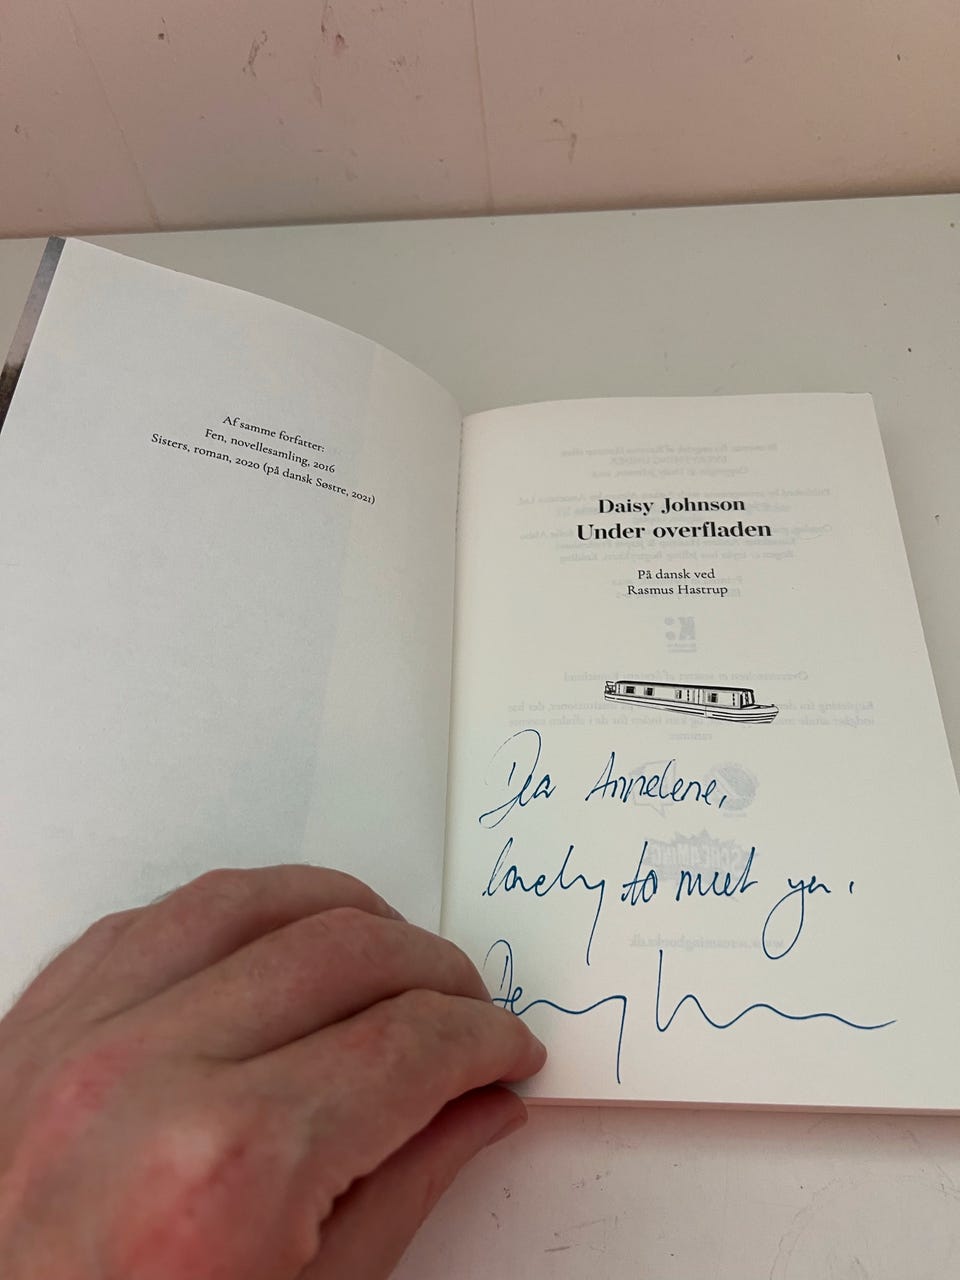 Af samme forfatter:
Fen, novellesamling, 2016
Sisters, roman, 2020 (på dansk Søstre, 2021)
Daisy Johnson
Under overfladen
På dansk ved
Rasmus Hastrup
Dear Annelene,
lovely to meet you.